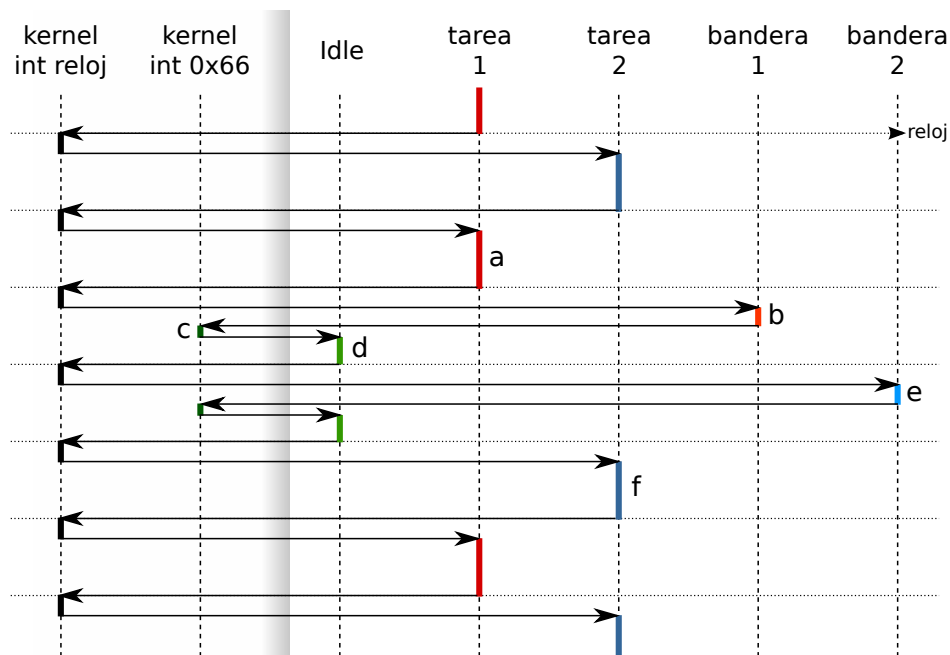 kernel
int reloj
kernel
int 0x66
Idle
tarea
1
tarea
2
bandera
1
bandera
2
reloj
a
b
c
d
e
f